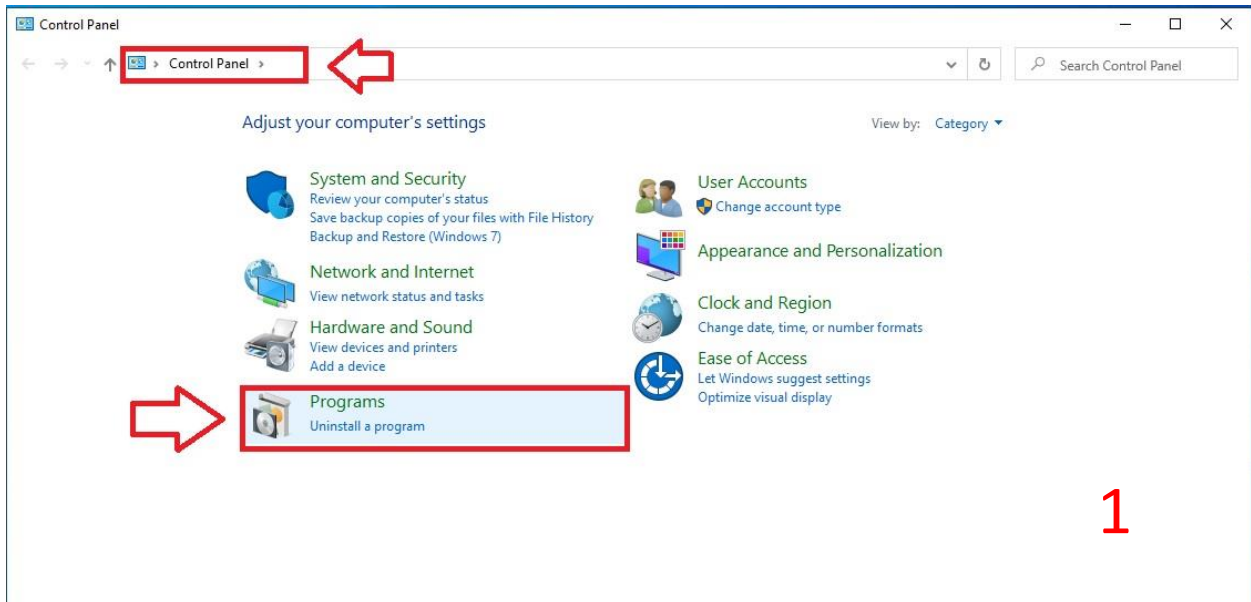 Control Panel
Control Panel
Search Control Panel
Adjust your computer's settings
View by: Category
System and Security
Review your computer's status
Save backup copies of your files with File History
Backup and Restore (Windows 7)
Network and Internet
View network status and tasks
Hardware and Sound
View devices and printers
Add a device
Programs
Uninstall a program
User Accounts
Change account type
Appearance and Personalization
Clock and Region
Change date, time, or number formats
Ease of Access
Let Windows suggest settings
Optimize visual display
1